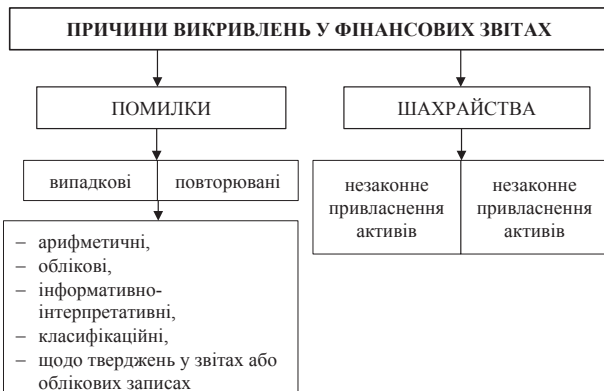 ПРИЧИНИ ВИКРИВЛЕНЬ У ФІНАНСОВИХ ЗВІТАХ
ПОМИЛКИ
ШАХРАЙСТВА
випадкові
повторювані
незаконне
привласнення
активів
незаконне
привласнення
активів
– арифметичні,
– облікові,
– інформативно-
інтерпретативні,
– класифікаційні,
– щодо тверджень у звітах або
облікових записах